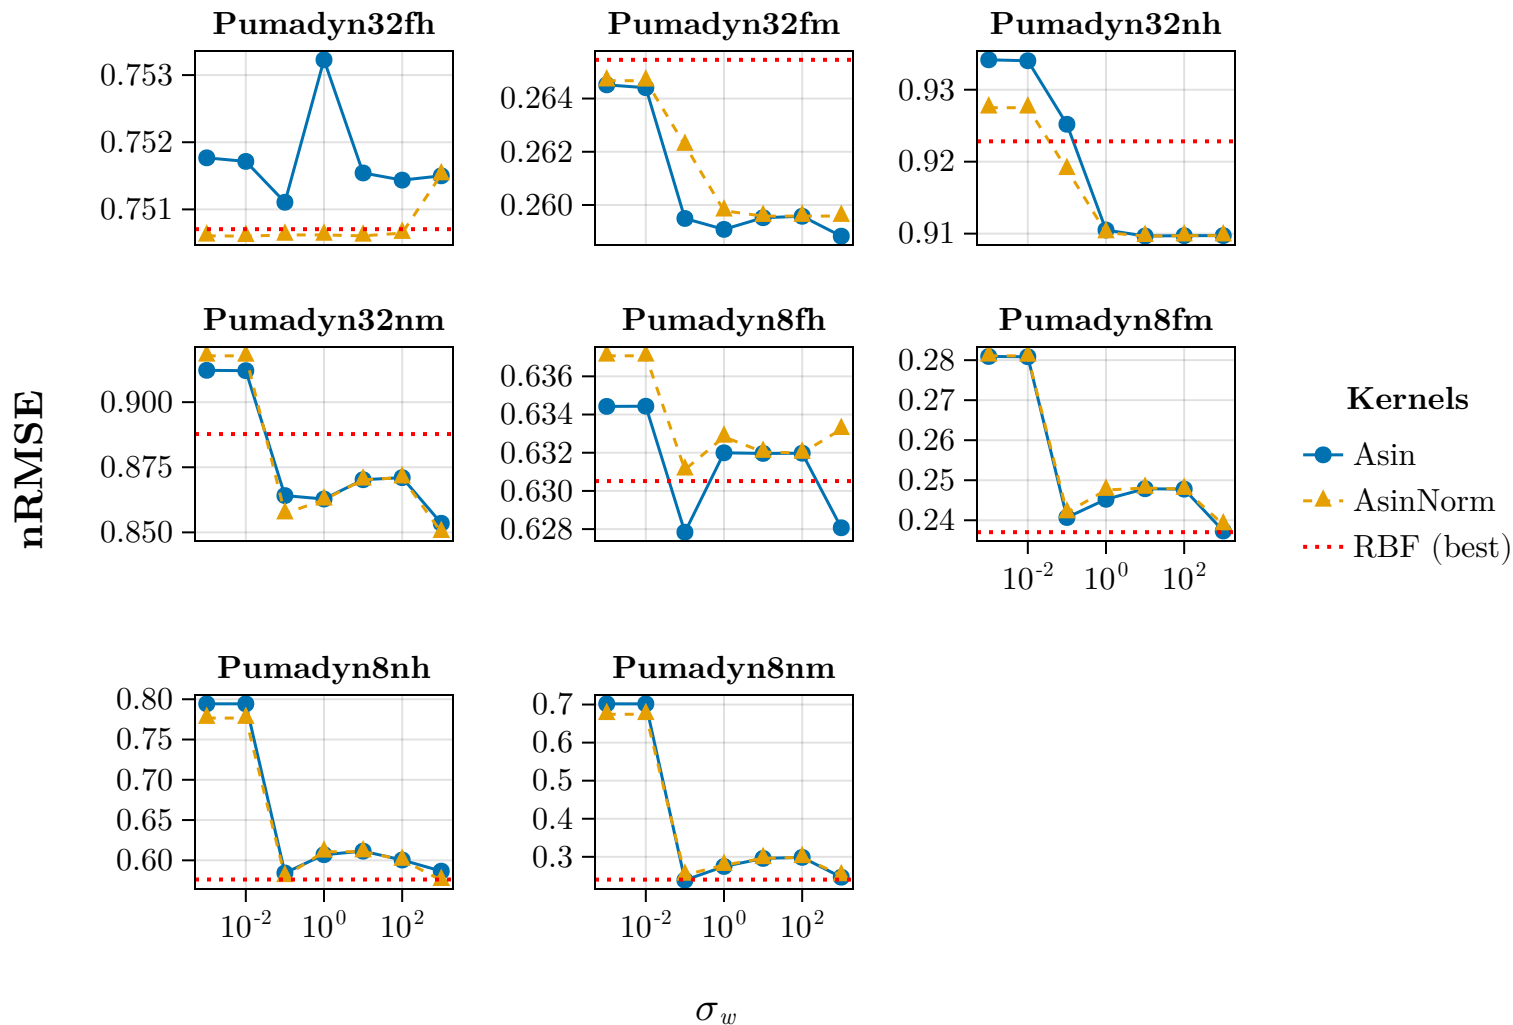 Pumadyn32fh Pumadyn32fm Pumadyn32nh
0.753
0.752
0.751
0.264
0.262
0.260
0.93
0.92
0.91
Pumadyn32nm Pumadyn8fh Pumadyn8fm
0.900
0.875
0.850
0.636
0.634
0.632
0.630
0.628
0.28
0.27
0.26
0.25
0.24
10^-2 10^0 10^2
nRMSE
Kernels
Asin
AsinNorm
RBF (best)
Pumadyn8nh Pumadyn8nm
0.80
0.75
0.70
0.65
0.60
10^-2 10^0 10^2
0.7
0.6
0.5
0.4
0.3
10^-2 10^0 10^2
σ_w